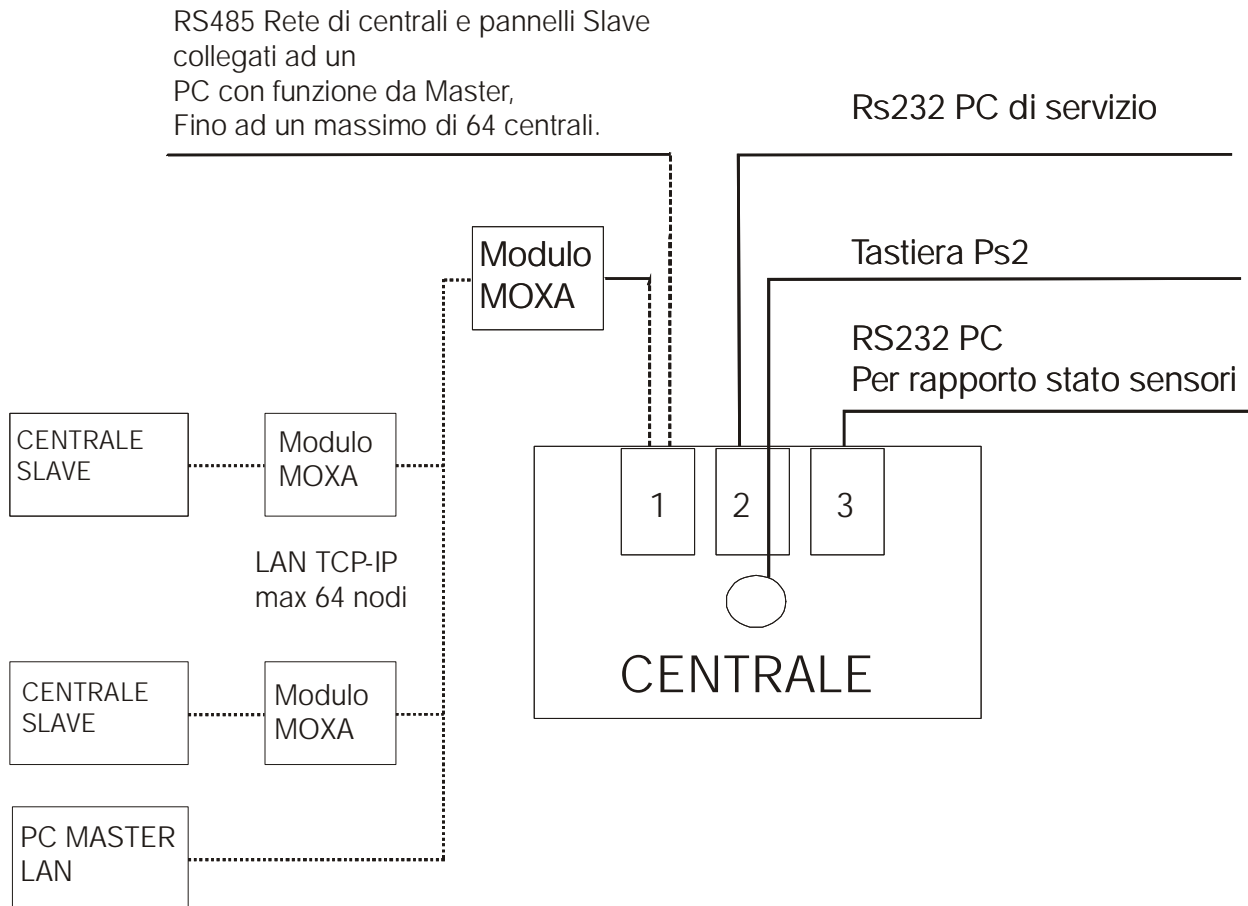 RS485 Rete di centrali e pannelli Slave
collegati ad un
PC con funzione da Master,
Fino ad un massimo di 64 centrali.
Rs232 PC di servizio
Modulo
MOXA
Tastiera Ps2
RS232 PC
Per rapporto stato sensori
CENTRALE
SLAVE
Modulo
MOXA
1
2
3
LAN TCP-IP
max 64 nodi
CENTRALE
CENTRALE
SLAVE
Modulo
MOXA
PC MASTER
LAN